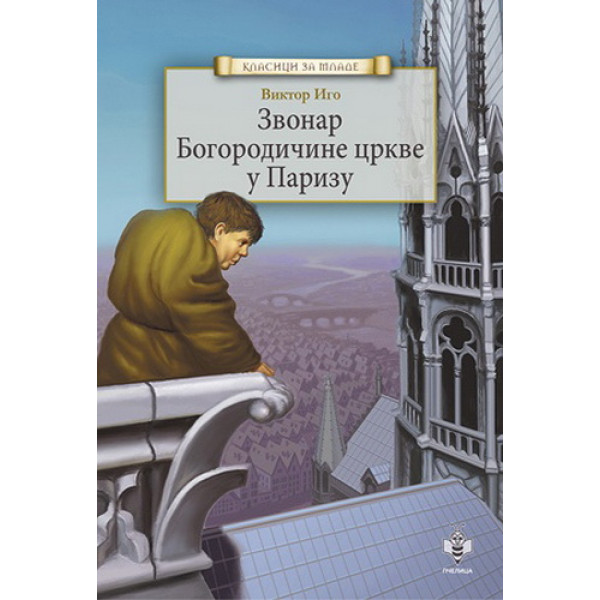 КЛАСИЦИ ЗА МЛАДЕ
Виктор Иго
Звонар
Богородичине цркве
у Паризу
ПЧЕЛИЦА